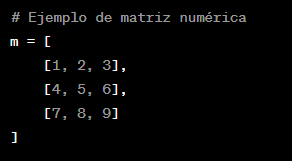 # Ejemplo de matriz numérica
m = [
    [1, 2, 3],
    [4, 5, 6],
    [7, 8, 9]
]